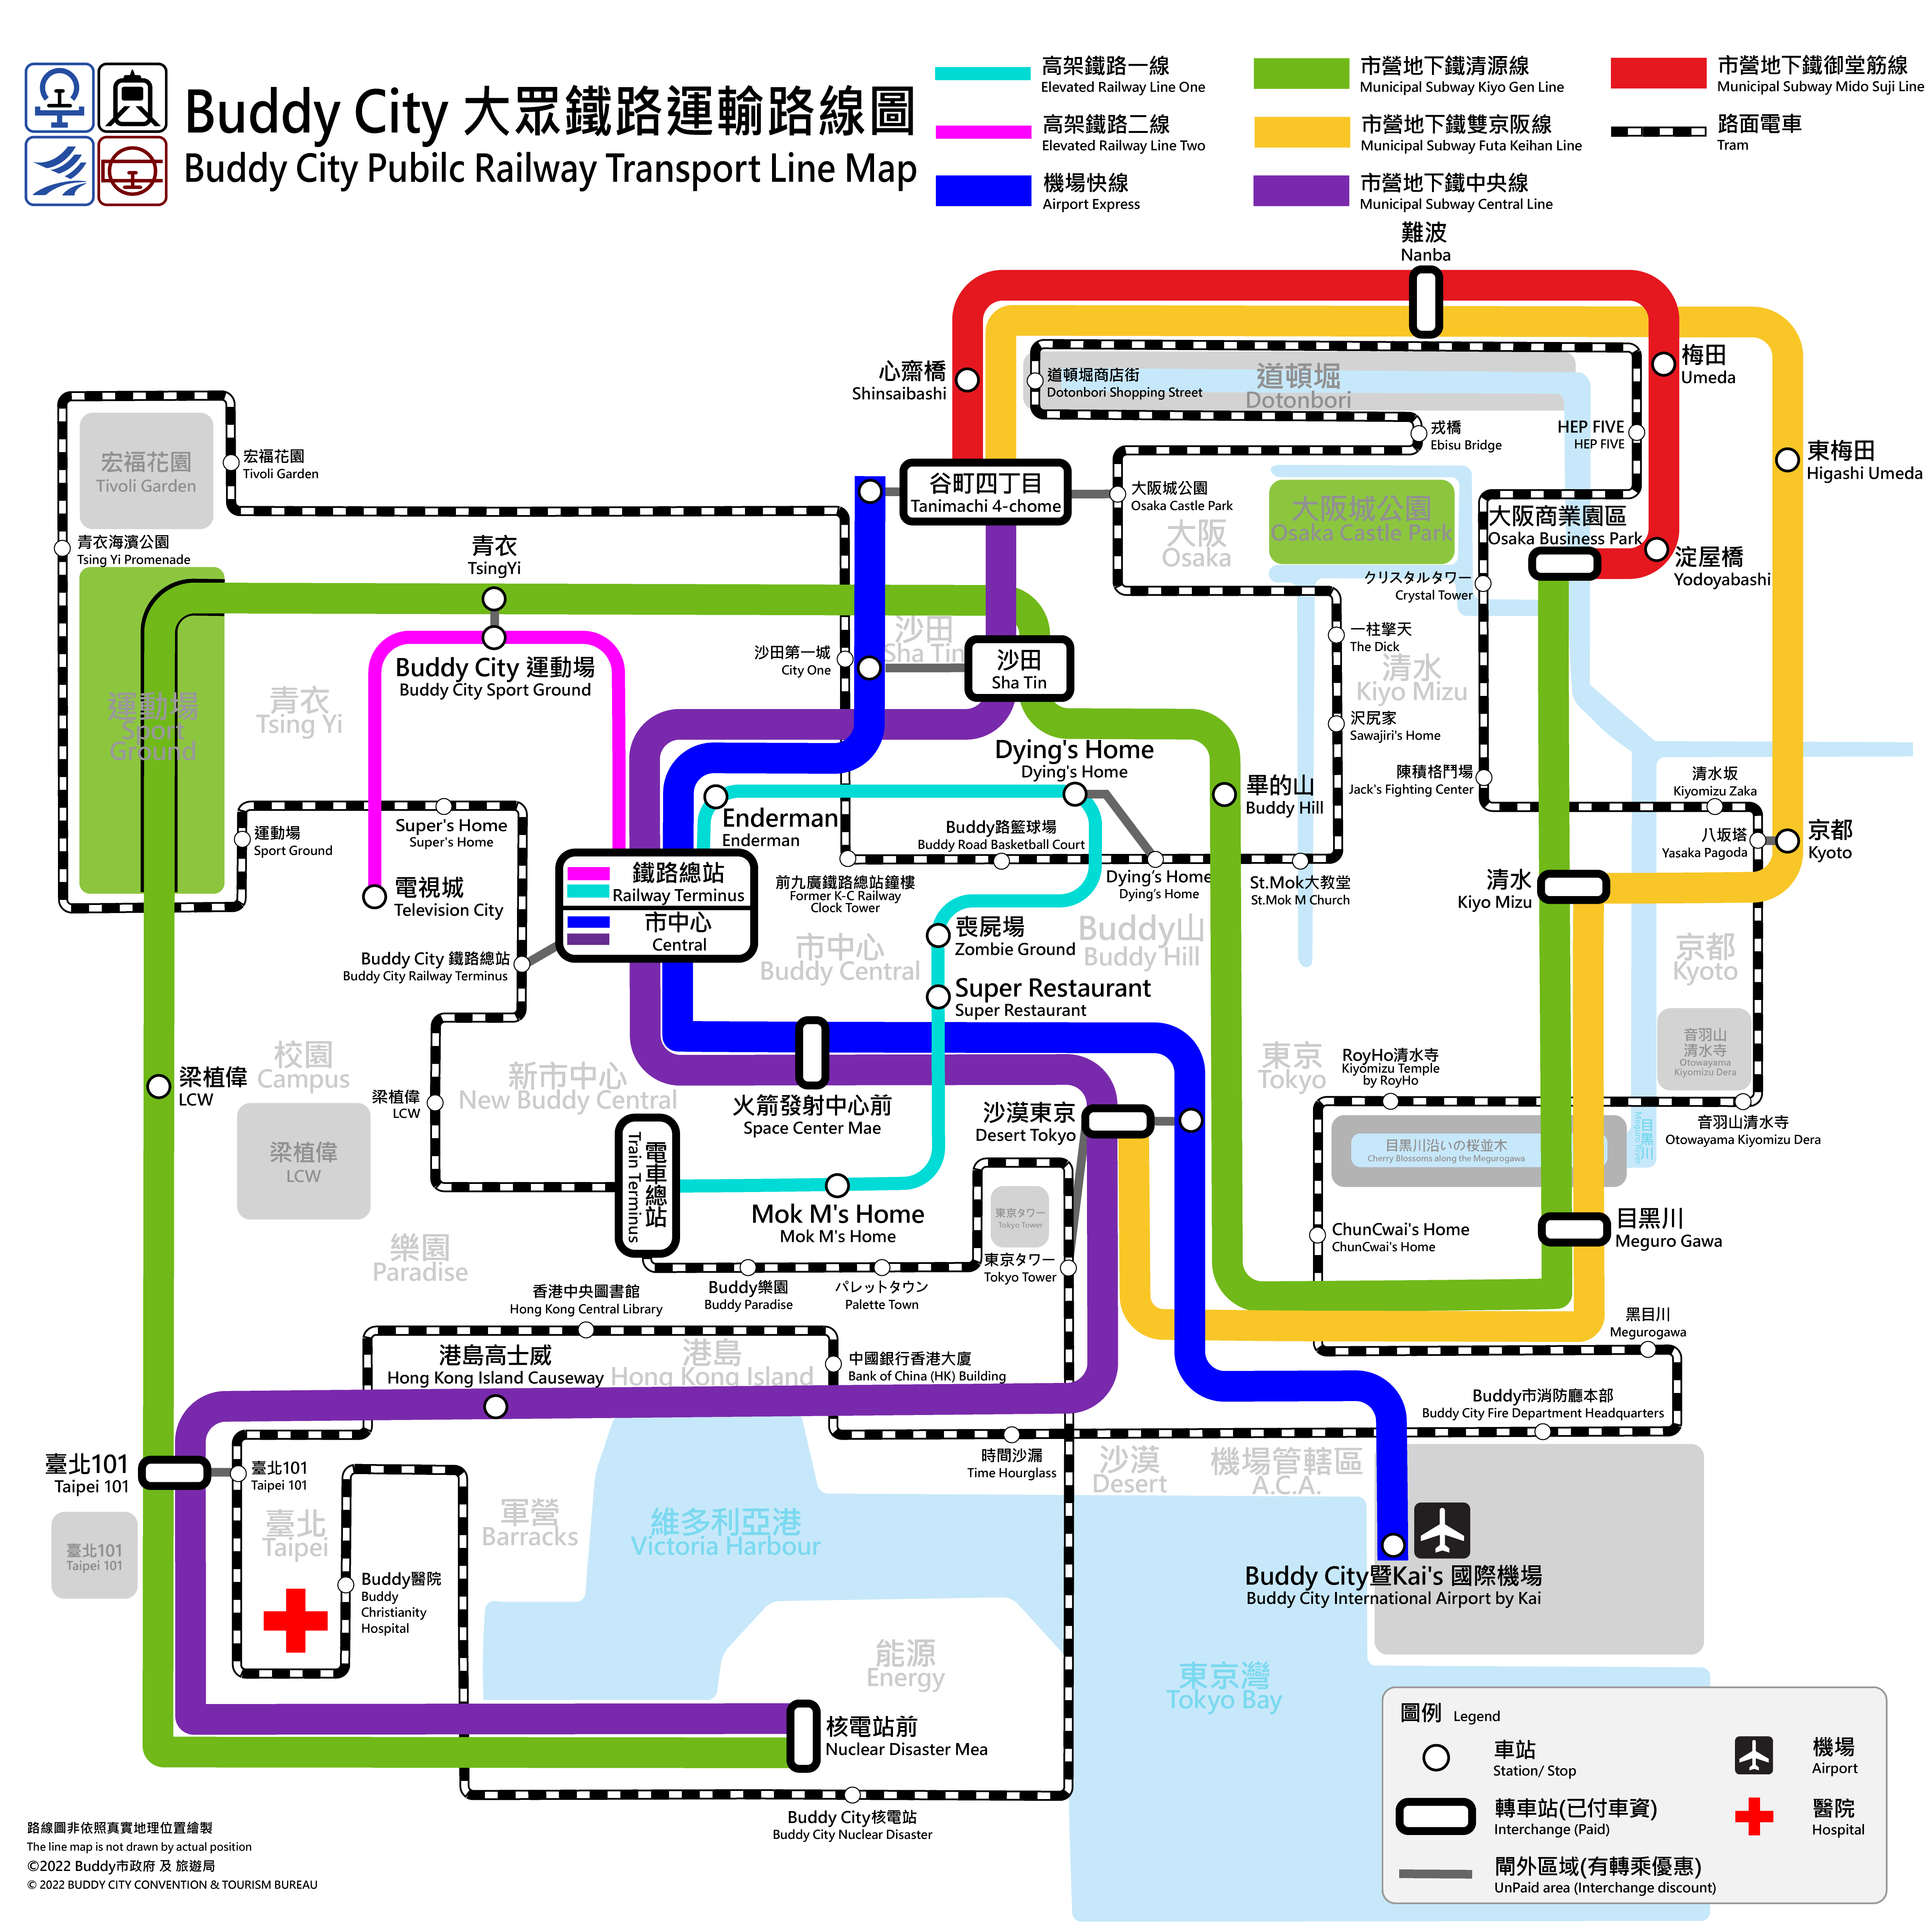 Buddy City 大眾鐵路運輸路線圖
Buddy City Pubilc Railway Transport Line Map
高架鐵路一線
Elevated Railway Line One
高架鐵路二線
Elevated Railway Line Two
機場快線
Airport Express
市營地下鐵清源線
Municipal Subway Kiyo Gen Line
市營地下鐵雙京阪線
Municipal Subway Futa Keihan Line
市營地下鐵中央線
Municipal Subway Central Line
市營地下鐵御堂筋線
Municipal Subway Mido Suji Line
路面電車
Tram
難波
Nanba
心齋橋
Shinsaibashi
道頓堀商店街
Dotonbori Shopping Street
道頓堀
Dotonbori
梅田
Umeda
戎橋
Ebisu Bridge
HEP FIVE
HEP FIVE
東梅田
Higashi Umeda
宏福花園
Tivoli Garden
宏福花園
Tivoli Garden
谷町四丁目
Tanimachi 4-chome
大阪城公園
Osaka Castle Park
大阪
Osaka
大阪城公園
Osaka Castle Park
大阪商業園區
Osaka Business Park
淀屋橋
Yodoyabashi
青衣海濱公園
Tsing Yi Promenade
青衣
TsingYi
クリスタルタワー
Crystal Tower
沙田
Sha Tin
沙田第一城
City One
沙田
Sha Tin
一柱擎天
The Dick
清水
Kiyo Mizu
Buddy City 運動場
Buddy City Sport Ground
運動場
Sport
Ground
青衣
Tsing Yi
沢尻家
Sawajiri's Home
Dying's Home
Dying's Home
陳積格鬥場
Jack's Fighting Center
清水坂
Kiyomizu Zaka
畢的山
Buddy Hill
Enderman
Enderman
Super's Home
Super's Home
運動場
Sport Ground
Buddy路籃球場
Buddy Road Basketball Court
八坂塔
Yasaka Pagoda
京都
Kyoto
鐵路總站
Railway Terminus
市中心
Central
前九廣鐵路總站鐘樓
Former K-C Railway
Clock Tower
Dying's Home
Dying's Home
St.Mok大教堂
St.Mok M Church
清水
Kiyo Mizu
電視城
Television City
喪屍場
Zombie Ground
Buddy山
Buddy Hill
市中心
Buddy Central
京都
Kyoto
Buddy City 鐵路總站
Buddy City Railway Terminus
Super Restaurant
Super Restaurant
校園
Campus
新市中心
New Buddy Central
東京
Tokyo
RoyHo清水寺
Kiyomizu Temple
by RoyHo
音羽山
清水寺
Otowayama
Kiyomizu Dera
梁植偉
LCW
梁植偉
LCW
梁植偉
LCW
火箭發射中心前
Space Center Mae
沙漠東京
Desert Tokyo
目黒川沿いの桜並木
Cherry Blossoms along the Megurogawa
目黒川
Meguro River
音羽山清水寺
Otowayama Kiyomizu Dera
電車總站
Train Terminus
Mok M's Home
Mok M's Home
東京タワー
Tokyo Tower
東京タワー
Tokyo Tower
ChunCwai's Home
ChunCwai's Home
目黑川
Meguro Gawa
樂園
Paradise
香港中央圖書館
Hong Kong Central Library
Buddy樂園
Buddy Paradise
パレットタウン
Palette Town
黑目川
Megurogawa
港島高士威
Hong Kong Island Causeway
港島
Hong Kong Island
中國銀行香港大廈
Bank of China (HK) Building
Buddy市消防廳本部
Buddy City Fire Department Headquarters
臺北101
Taipei 101
臺北101
Taipei 101
時間沙漏
Time Hourglass
沙漠
Desert
機場管轄區
A.C.A.
臺北101
Taipei 101
臺北
Taipei
軍營
Barracks
維多利亞港
Victoria Harbour
Buddy醫院
Buddy
Christianity
Hospital
Buddy City暨Kai's 國際機場
Buddy City International Airport by Kai
能源
Energy
東京灣
Tokyo Bay
核電站前
Nuclear Disaster Mea
Buddy City核電站
Buddy City Nuclear Disaster
圖例 Legend
車站
Station/ Stop
轉車站(已付車資)
Interchange (Paid)
閘外區域(有轉乘優惠)
UnPaid area (Interchange discount)
機場
Airport
醫院
Hospital
路線圖非依照真實地理位置繪製
The line map is not drawn by actual position
©2022 Buddy市政府 及 旅遊局
© 2022 BUDDY CITY CONVENTION & TOURISM BUREAU